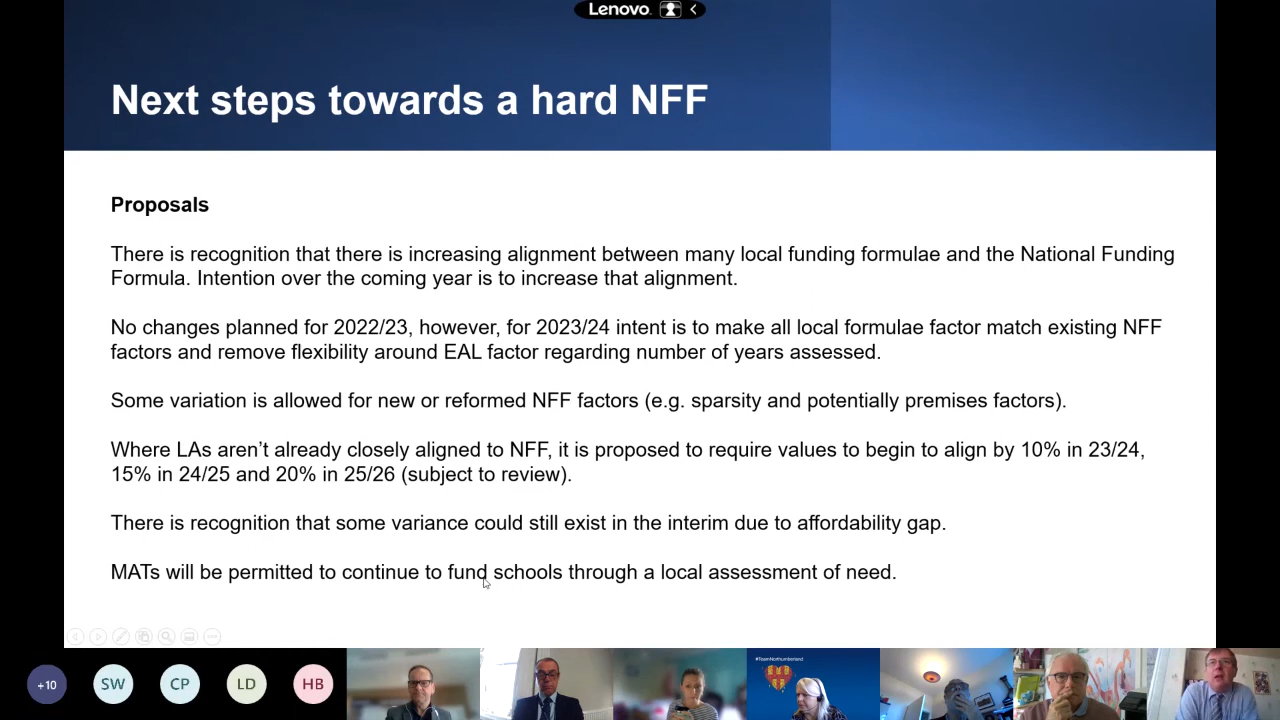 Lenovo
Next steps towards a hard NFF
Proposals
There is recognition that there is increasing alignment between many local funding formulae and the National Funding
Formula. Intention over the coming year is to increase that alignment.
No changes planned for 2022/23, however, for 2023/24 intent is to make all local formulae factor match existing NFF
factors and remove flexibility around EAL factor regarding number of years assessed.
Some variation is allowed for new or reformed NFF factors (e.g. sparsity and potentially premises factors).
Where LAs aren’t already closely aligned to NFF, it is proposed to require values to begin to align by 10% in 23/24,
15% in 24/25 and 20% in 25/26 (subject to review).
There is recognition that some variance could still exist in the interim due to affordability gap.
MATs will be permitted to continue to fund schools through a local assessment of need.
+10
SW
CP
LD
HB
#TeamNorthumberland